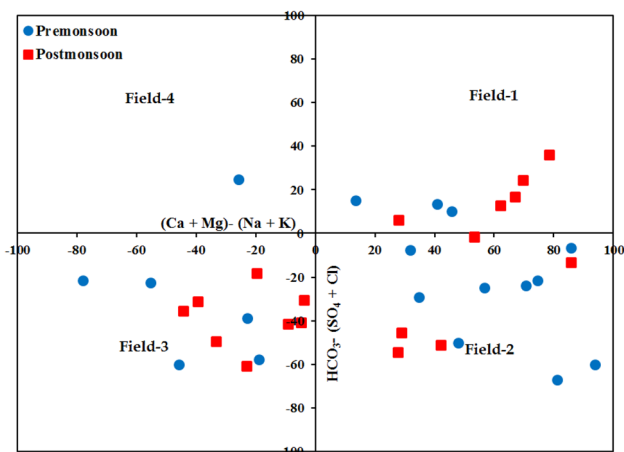 100
Premonsoon
Postmonsoon
80
Field-4
Field-1
60
40
20
(Ca + Mg)- (Na + K)
0
-100 -80 -60 -40 -20 0 20 40 60 80 100
-20
-40
Field-3
Field-2
-60
-80
-100
HCO₃- (SO₄ + Cl)